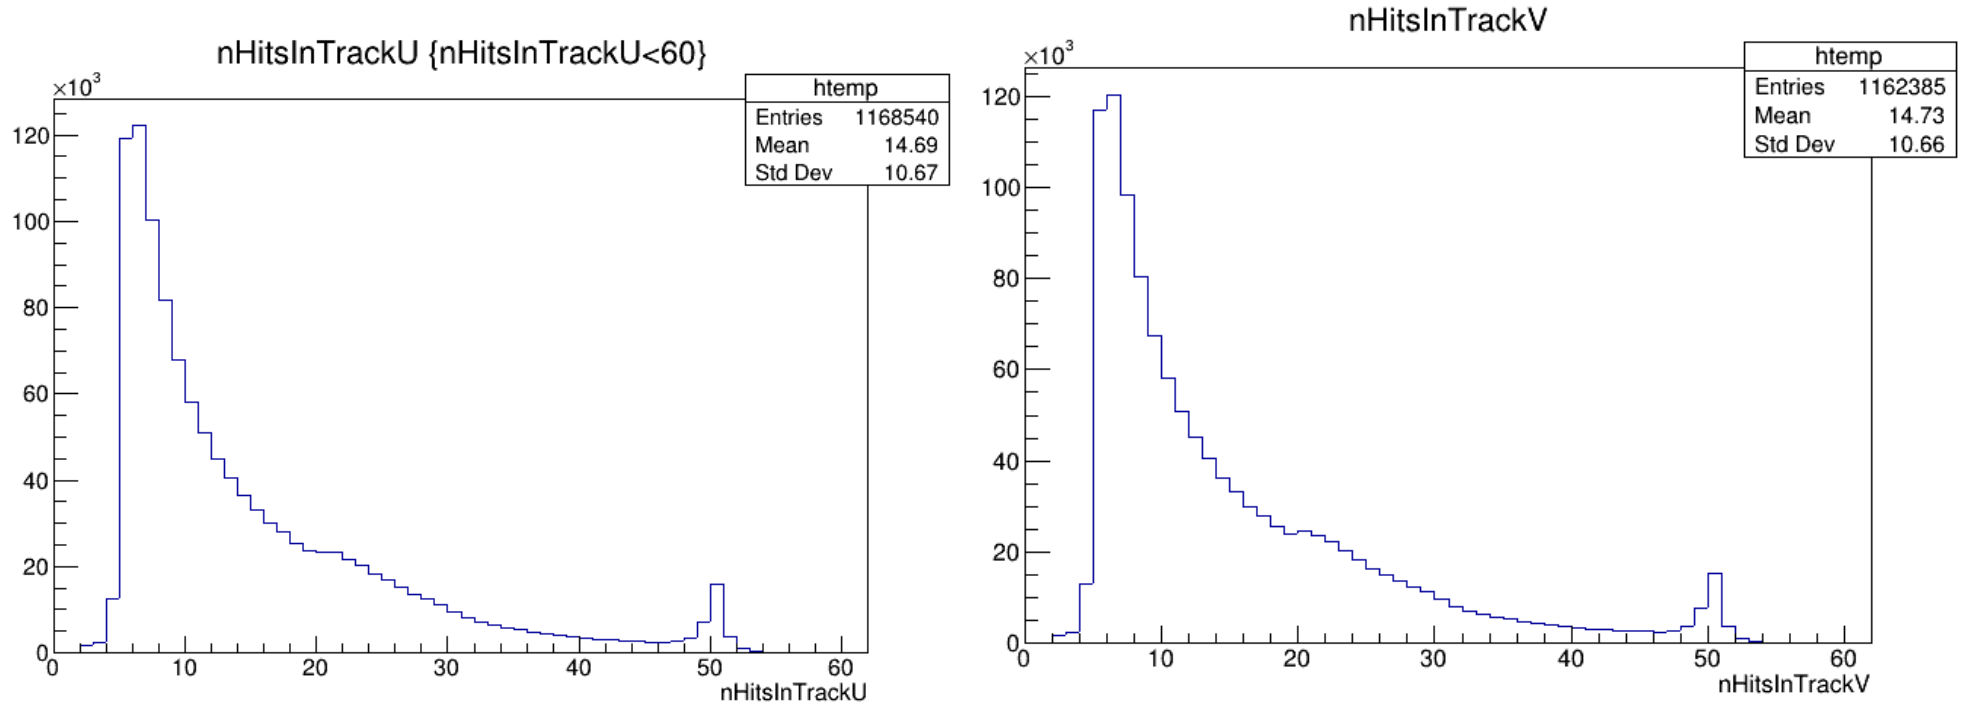 nHitsInTrackU {nHitsInTrackU<60}
×10³
htemp
Entries 1168540
Mean 14.69
Std Dev 10.67
120
100
80
60
40
20
0
0 10 20 30 40 50 60
nHitsInTrackU
nHitsInTrackV
×10³
htemp
Entries 1162385
Mean 14.73
Std Dev 10.66
120
100
80
60
40
20
0
0 10 20 30 40 50 60
nHitsInTrackV